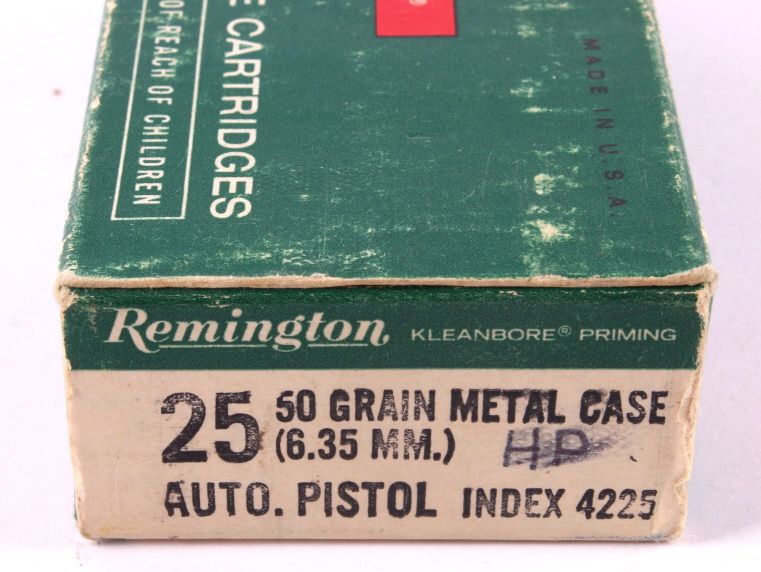 E CARTRIDGES
OF REACH OF CHILDREN
®
MADE IN U.S.A.
Remington KLEANBORE® PRIMING
25 50 GRAIN METAL CASE
(6.35 MM.) HP
AUTO. PISTOL INDEX 4225